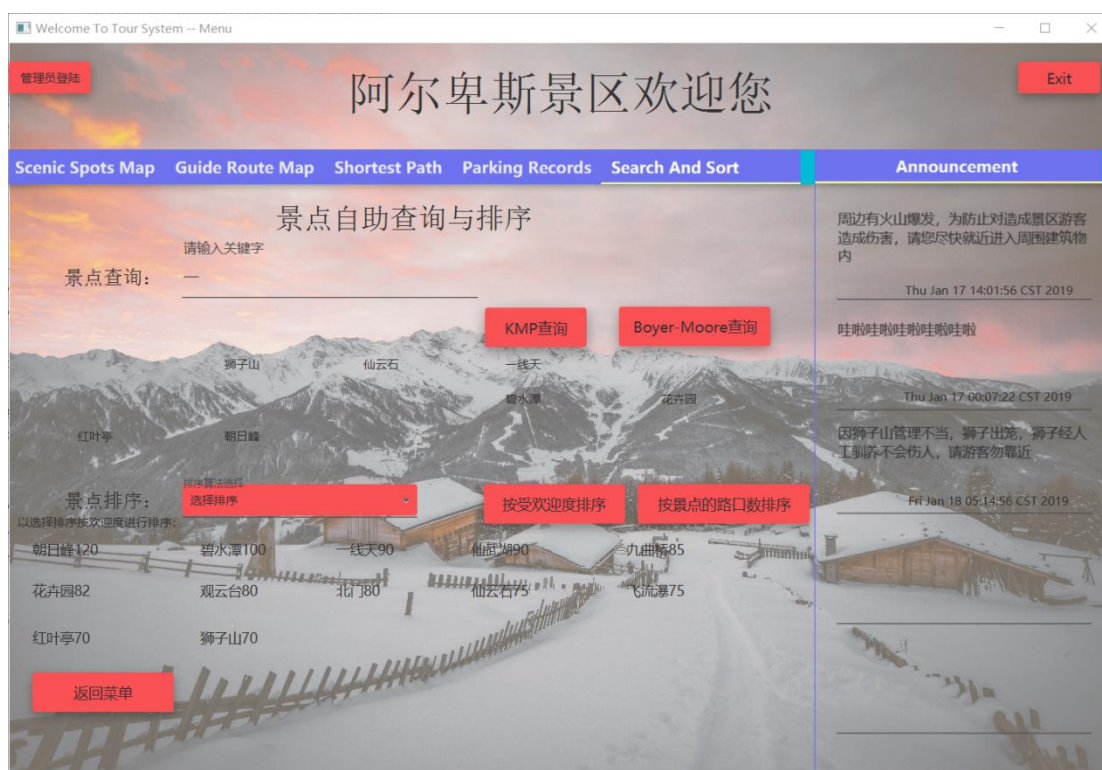 Welcome To Tour System -- Menu
管理员登陆
阿尔卑斯景区欢迎您
Exit
Scenic Spots Map Guide Route Map Shortest Path Parking Records Search And Sort
Announcement
景点自助查询与排序
请输入关键字
景点查询：
一
KMP查询 Boyer-Moore查询
狮子山 仙云石 一线天
碧水潭 花卉园
红叶亭 朝日峰
排序算法选择
景点排序： 选择排序 按受欢迎度排序 按景点的路口数排序
以选择排序按欢迎度进行排序：
朝日峰120 碧水潭100 一线天90 仙武湖90 九曲桥85
花卉园82 观云台80 北门80 仙云石75 飞流瀑75
红叶亭70 狮子山70
返回菜单
周边有火山爆发，为防止对造成景区游客
造成伤害，请您尽快就近进入周围建筑物
内
Thu Jan 17 14:01:56 CST 2019
哇啦哇啦哇啦哇啦哇啦
Thu Jan 17 00:07:22 CST 2019
因狮子山管理不当，狮子出笼，狮子经人
工驯养不会伤人，请游客勿靠近
Fri Jan 18 05:14:56 CST 2019